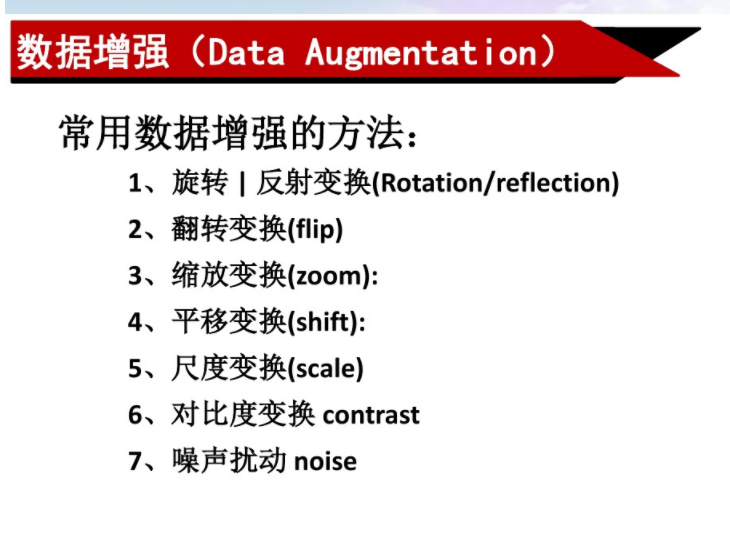 数据增强（Data Augmentation）
常用数据增强的方法：
1、旋转 | 反射变换(Rotation/reflection)
2、翻转变换(flip)
3、缩放变换(zoom):
4、平移变换(shift):
5、尺度变换(scale)
6、对比度变换 contrast
7、噪声扰动 noise